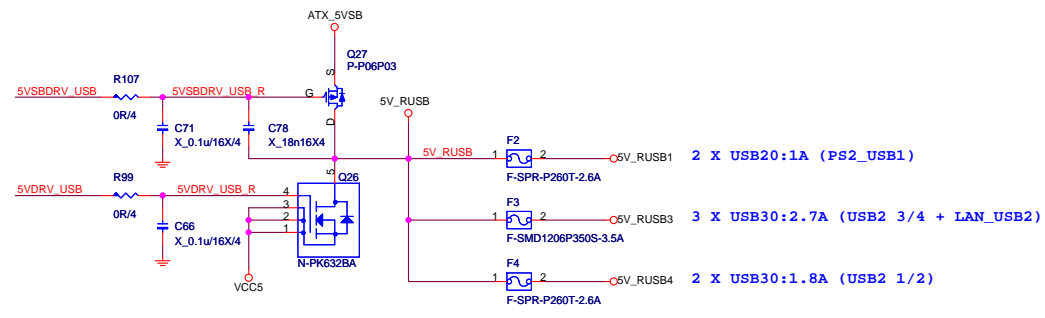 ATX_5VSB
Q27
P-P06P03
S
G
D
R107
5VSBDRV_USB
5VSBDRV_USB_R
0R/4
C71
X_0.1u/16X/4
C78
X_18n16X4
5V_RUSB
5V_RUSB
F2
1
2
5V_RUSB1
2 X USB20:1A (PS2_USB1)
F-SPR-P260T-2.6A
R99
5VDRV_USB
5VDRV_USB_R
0R/4
C66
X_0.1u/16X/4
5
Q26
4
3
2
1
N-PK632BA
VCC5
F3
1
2
5V_RUSB3
3 X USB30:2.7A (USB2 3/4 + LAN_USB2)
F-SMD1206P350S-3.5A
F4
1
2
5V_RUSB4
2 X USB30:1.8A (USB2 1/2)
F-SPR-P260T-2.6A